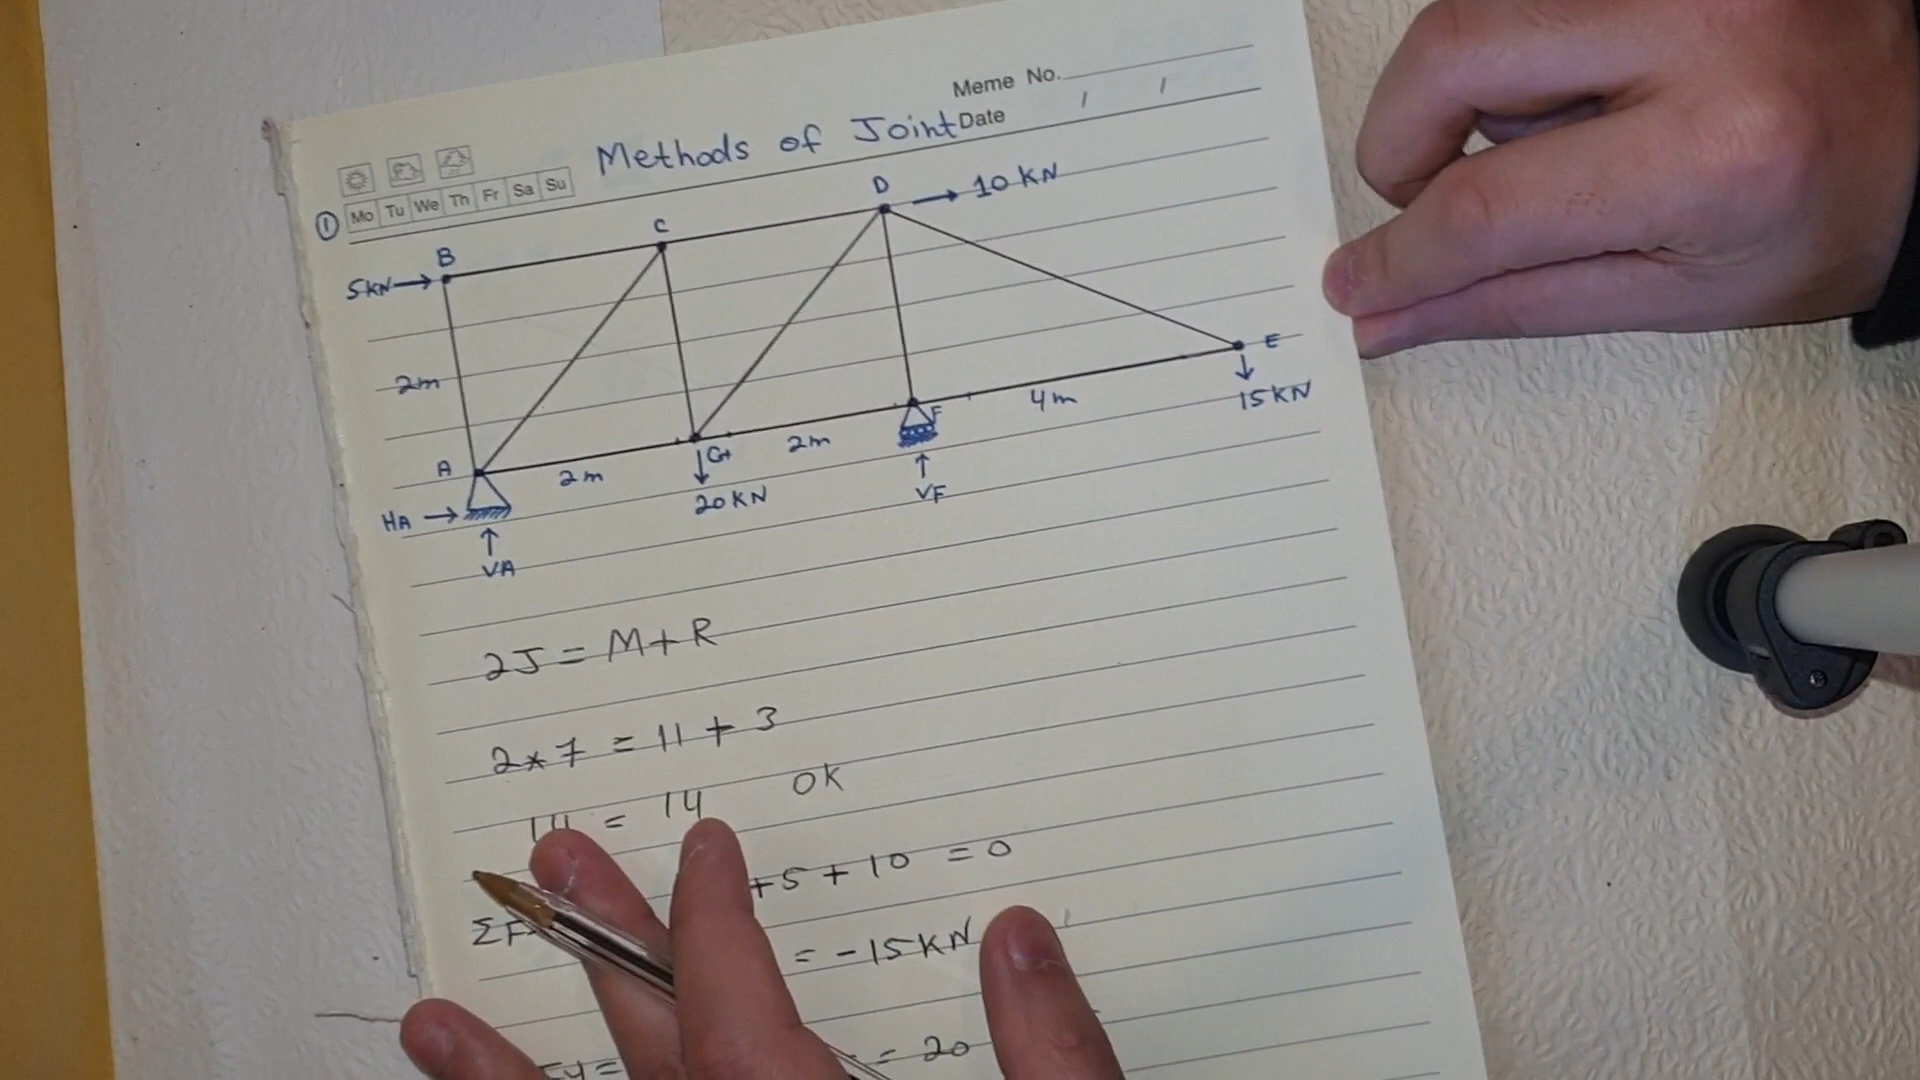 Meme No.
Methods of Joint
Date / /
Mo Tu We Th Fr Sa Su
①
D
→ 10 KN
C
B
5KN→
2m
E
4m
15KN
F
2m
G
A
2m
20KN
VF
HA →
VA
2J = M+R
2*7 = 11 + 3
14 = 14 OK
+5 + 10 = 0
= -15KN
= 20